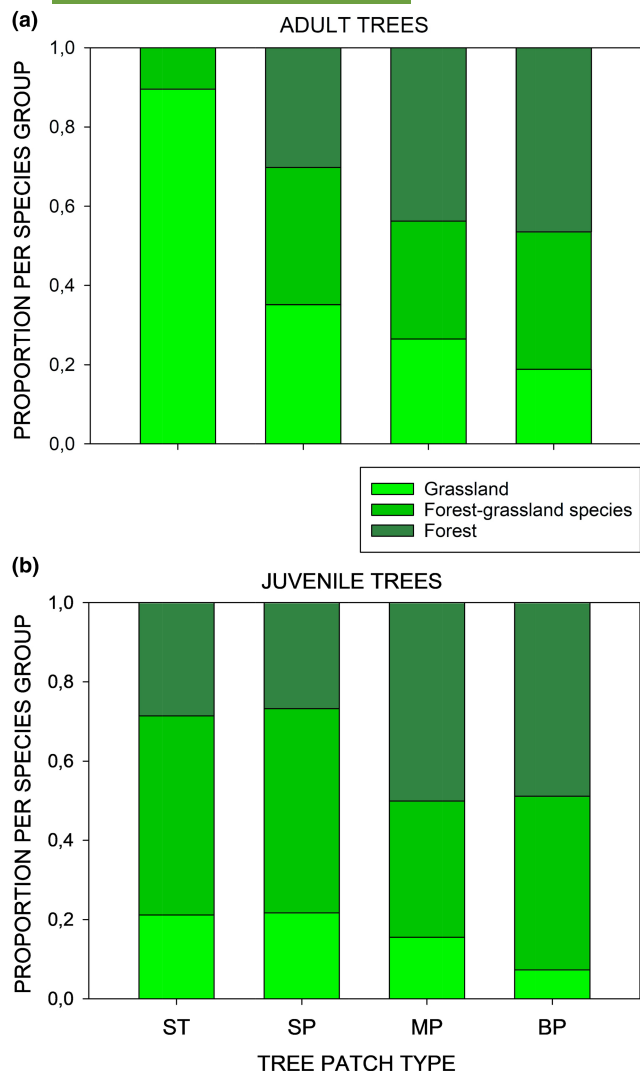 (a)
ADULT TREES
PROPORTION PER SPECIES GROUP
1,0
0,8
0,6
0,4
0,2
0,0
Grassland
Forest-grassland species
Forest
(b)
JUVENILE TREES
PROPORTION PER SPECIES GROUP
1,0
0,8
0,6
0,4
0,2
0,0
ST SP MP BP
TREE PATCH TYPE